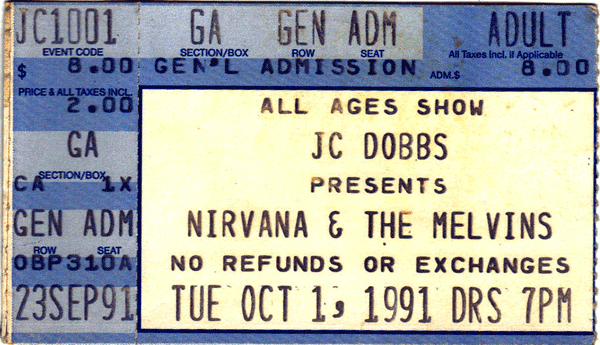 JC1001 GA GEN ADM ADULT
EVENT CODE SECTION/BOX ROW SEAT All Taxes Incl. if Applicable
$ 8.00 GEN'L ADMISSION ADM.$ 8.00
PRICE & ALL TAXES INCL.
2.00
GA
SECTION/BOX
CA 1X
GEN ADM
ROW SEAT
OBP310A
23SEP91
ALL AGES SHOW
JC DOBBS
PRESENTS
NIRVANA & THE MELVINS
NO REFUNDS OR EXCHANGES
TUE OCT 1, 1991 DRS 7PM